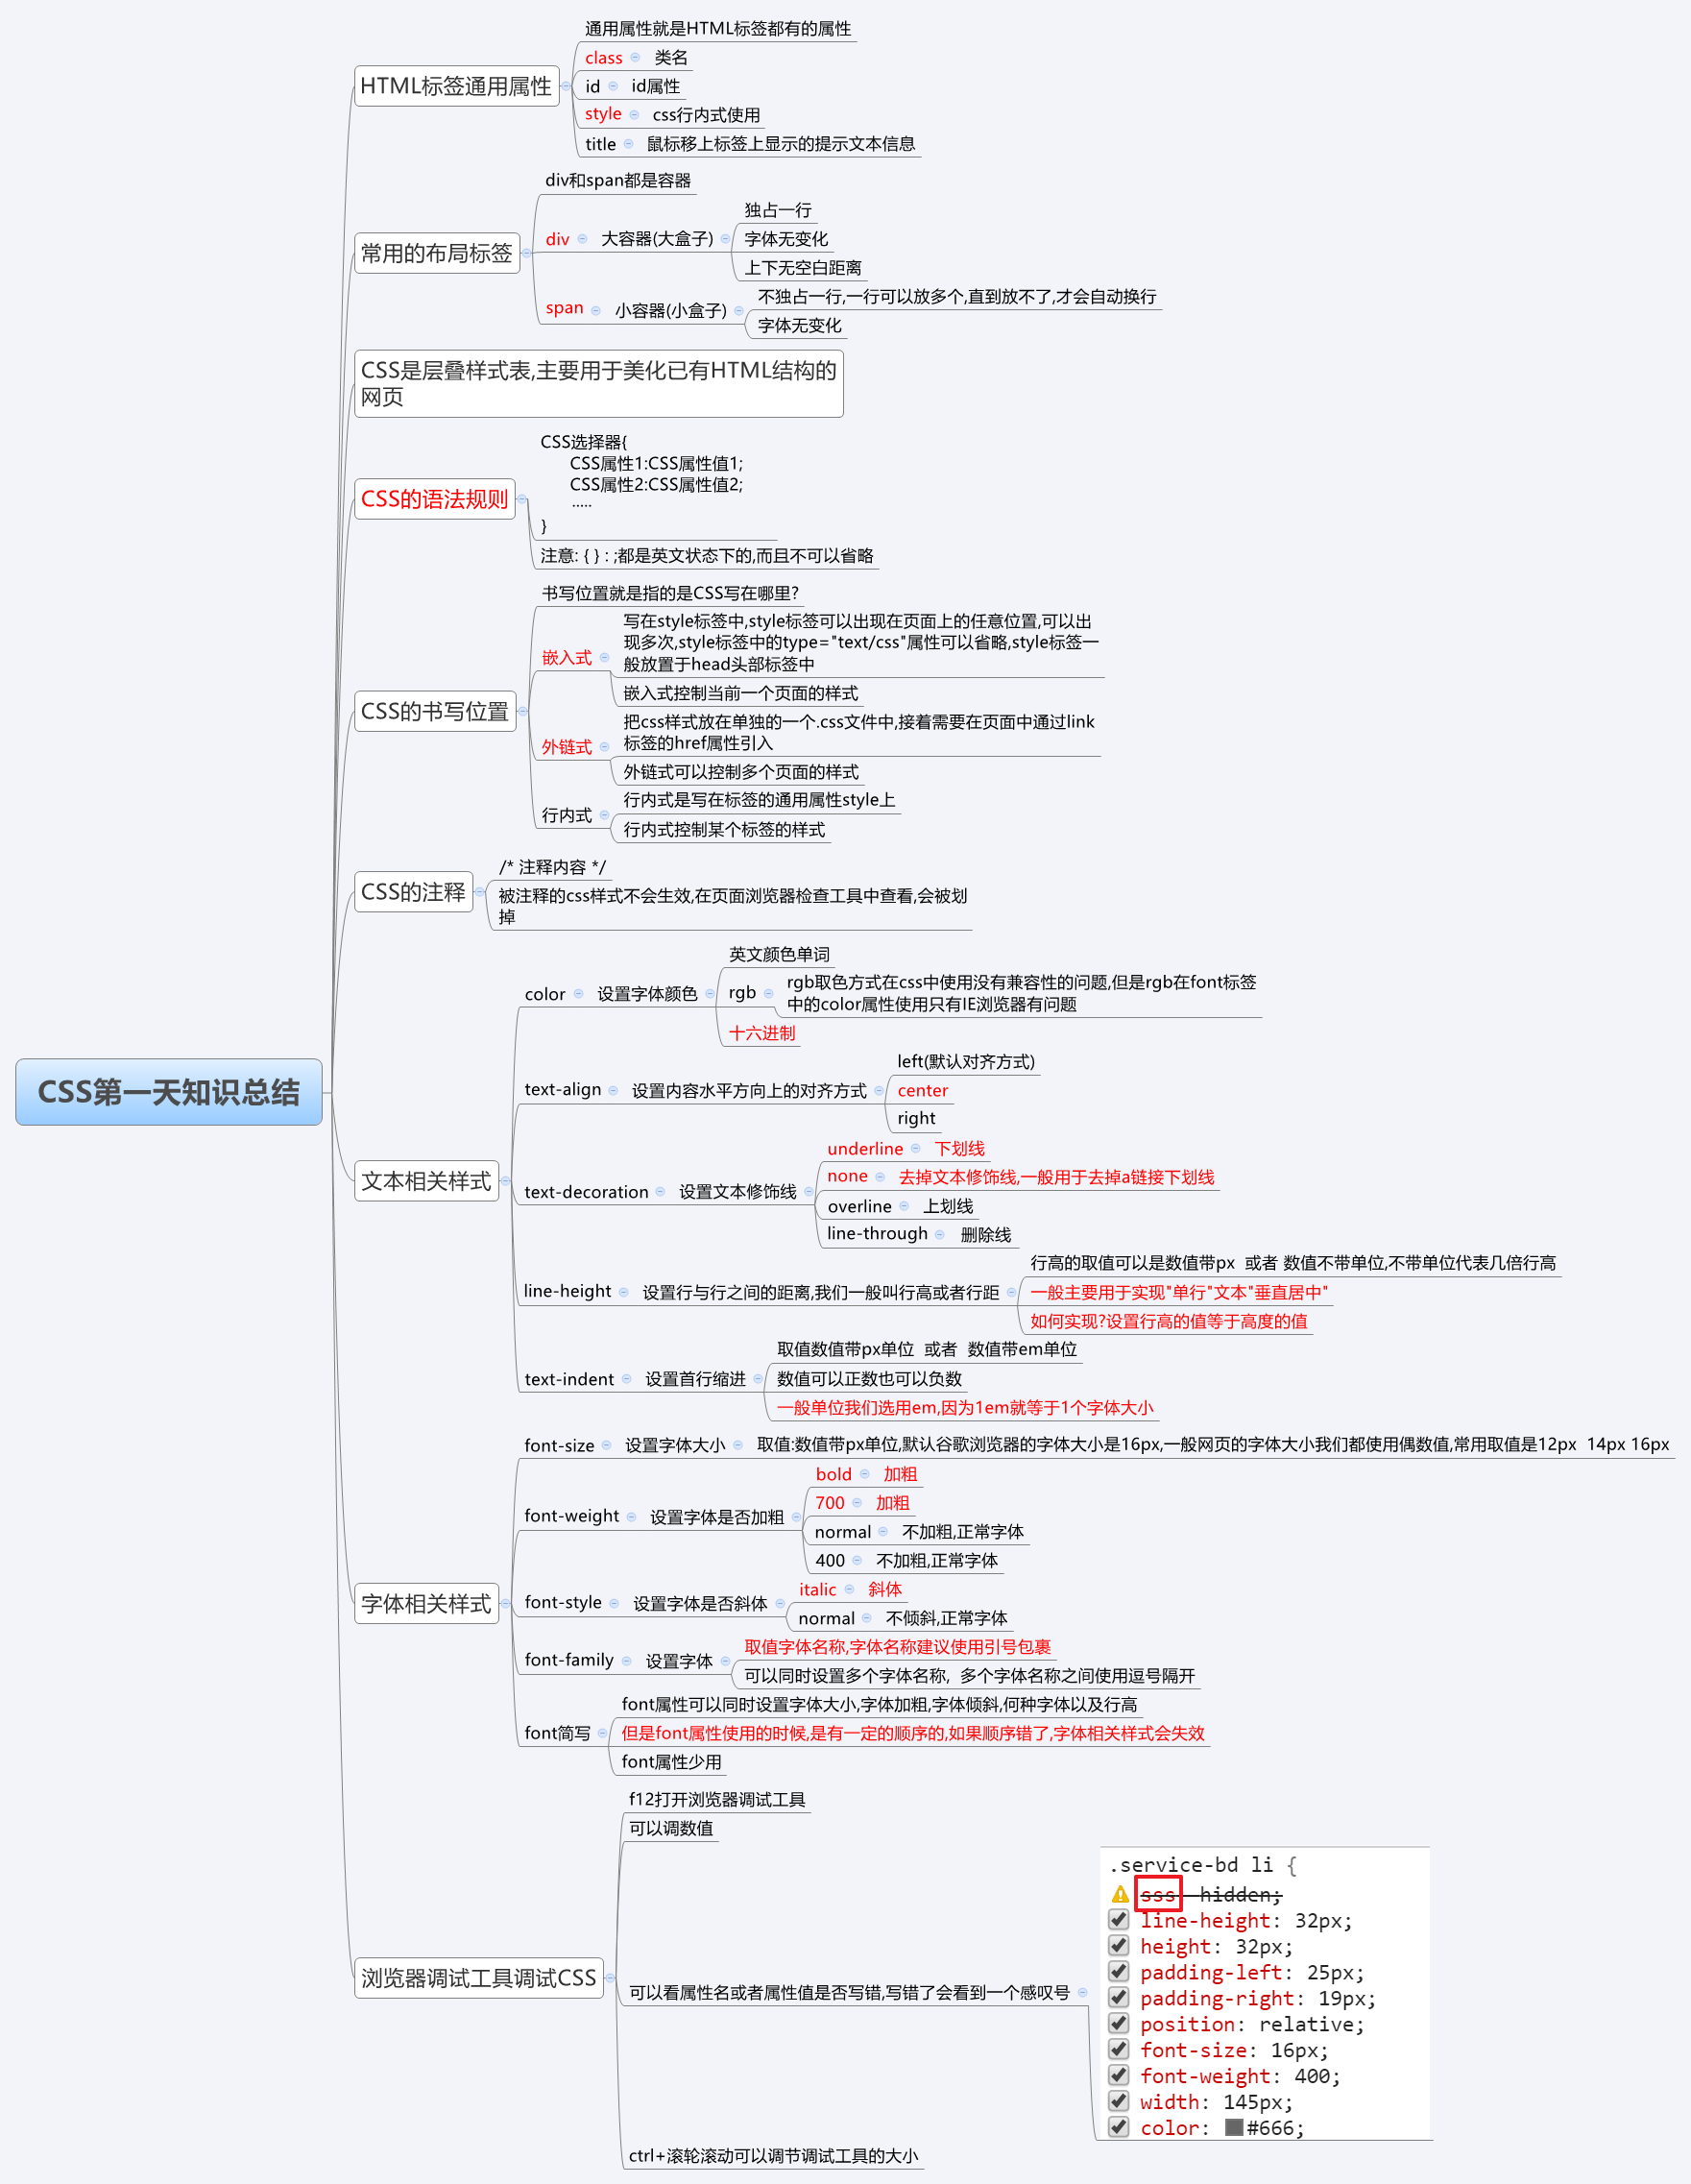 CSS第一天知识总结
HTML标签通用属性
通用属性就是HTML标签都有的属性
class 类名
id id属性
style css行内式使用
title 鼠标移上标签上显示的提示文本信息
常用的布局标签
div和span都是容器
div 大容器(大盒子)
独占一行
字体无变化
上下无空白距离
span 小容器(小盒子)
不独占一行,一行可以放多个,直到放不了,才会自动换行
字体无变化
CSS是层叠样式表,主要用于美化已有HTML结构的
网页
CSS的语法规则
CSS选择器{
CSS属性1:CSS属性值1;
CSS属性2:CSS属性值2;
.....
}
注意: { } : ;都是英文状态下的,而且不可以省略
CSS的书写位置
书写位置就是指的是CSS写在哪里?
嵌入式
写在style标签中,style标签可以出现在页面上的任意位置,可以出
现多次,style标签中的type="text/css"属性可以省略,style标签一
般放置于head头部标签中
嵌入式控制当前一个页面的样式
外链式
把css样式放在单独的一个.css文件中,接着需要在页面中通过link
标签的href属性引入
外链式可以控制多个页面的样式
行内式
行内式是写在标签的通用属性style上
行内式控制某个标签的样式
CSS的注释
/* 注释内容 */
被注释的css样式不会生效,在页面浏览器检查工具中查看,会被划
掉
文本相关样式
color 设置字体颜色
英文颜色单词
rgb
rgb取色方式在css中使用没有兼容性的问题,但是rgb在font标签
中的color属性使用只有IE浏览器有问题
十六进制
text-align 设置内容水平方向上的对齐方式
left(默认对齐方式)
center
right
text-decoration 设置文本修饰线
underline 下划线
none 去掉文本修饰线,一般用于去掉a链接下划线
overline 上划线
line-through 删除线
line-height 设置行与行之间的距离,我们一般叫行高或者行距
行高的取值可以是数值带px 或者 数值不带单位,不带单位代表几倍行高
一般主要用于实现"单行"文本"垂直居中"
如何实现?设置行高的值等于高度的值
text-indent 设置首行缩进
取值数值带px单位 或者 数值带em单位
数值可以正数也可以负数
一般单位我们选用em,因为1em就等于1个字体大小
字体相关样式
font-size 设置字体大小 取值:数值带px单位,默认谷歌浏览器的字体大小是16px,一般网页的字体大小我们都使用偶数值,常用取值是12px 14px 16px
font-weight 设置字体是否加粗
bold 加粗
700 加粗
normal 不加粗,正常字体
400 不加粗,正常字体
font-style 设置字体是否斜体
italic 斜体
normal 不倾斜,正常字体
font-family 设置字体
取值字体名称,字体名称建议使用引号包裹
可以同时设置多个字体名称, 多个字体名称之间使用逗号隔开
font简写
font属性可以同时设置字体大小,字体加粗,字体倾斜,何种字体以及行高
但是font属性使用的时候,是有一定的顺序的,如果顺序错了,字体相关样式会失效
font属性少用
浏览器调试工具调试CSS
f12打开浏览器调试工具
可以调数值
可以看属性名或者属性值是否写错,写错了会看到一个感叹号
.service-bd li {
sss hidden;
line-height: 32px;
height: 32px;
padding-left: 25px;
padding-right: 19px;
position: relative;
font-size: 16px;
font-weight: 400;
width: 145px;
color: #666;
ctrl+滚轮滚动可以调节调试工具的大小